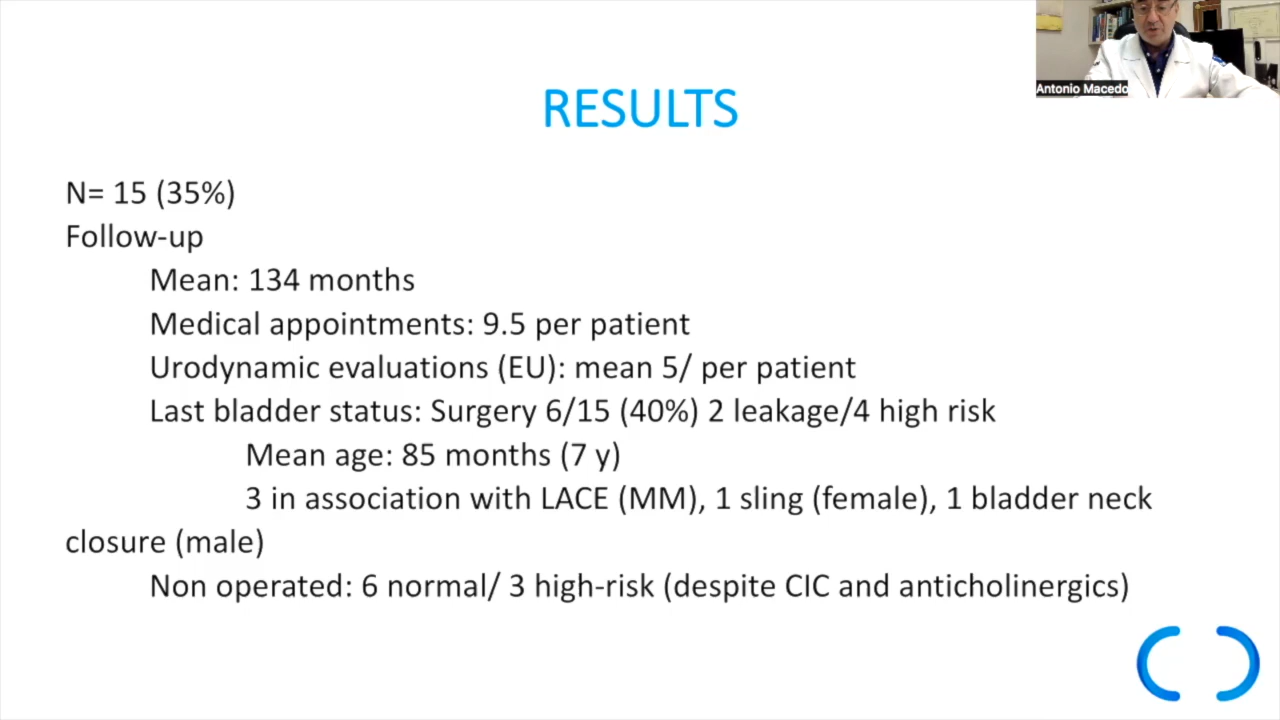 Antonio Macedo
RESULTS
N= 15 (35%)
Follow-up
Mean: 134 months
Medical appointments: 9.5 per patient
Urodynamic evaluations (EU): mean 5/ per patient
Last bladder status: Surgery 6/15 (40%) 2 leakage/4 high risk
Mean age: 85 months (7 y)
3 in association with LACE (MM), 1 sling (female), 1 bladder neck
closure (male)
Non operated: 6 normal/ 3 high-risk (despite CIC and anticholinergics)